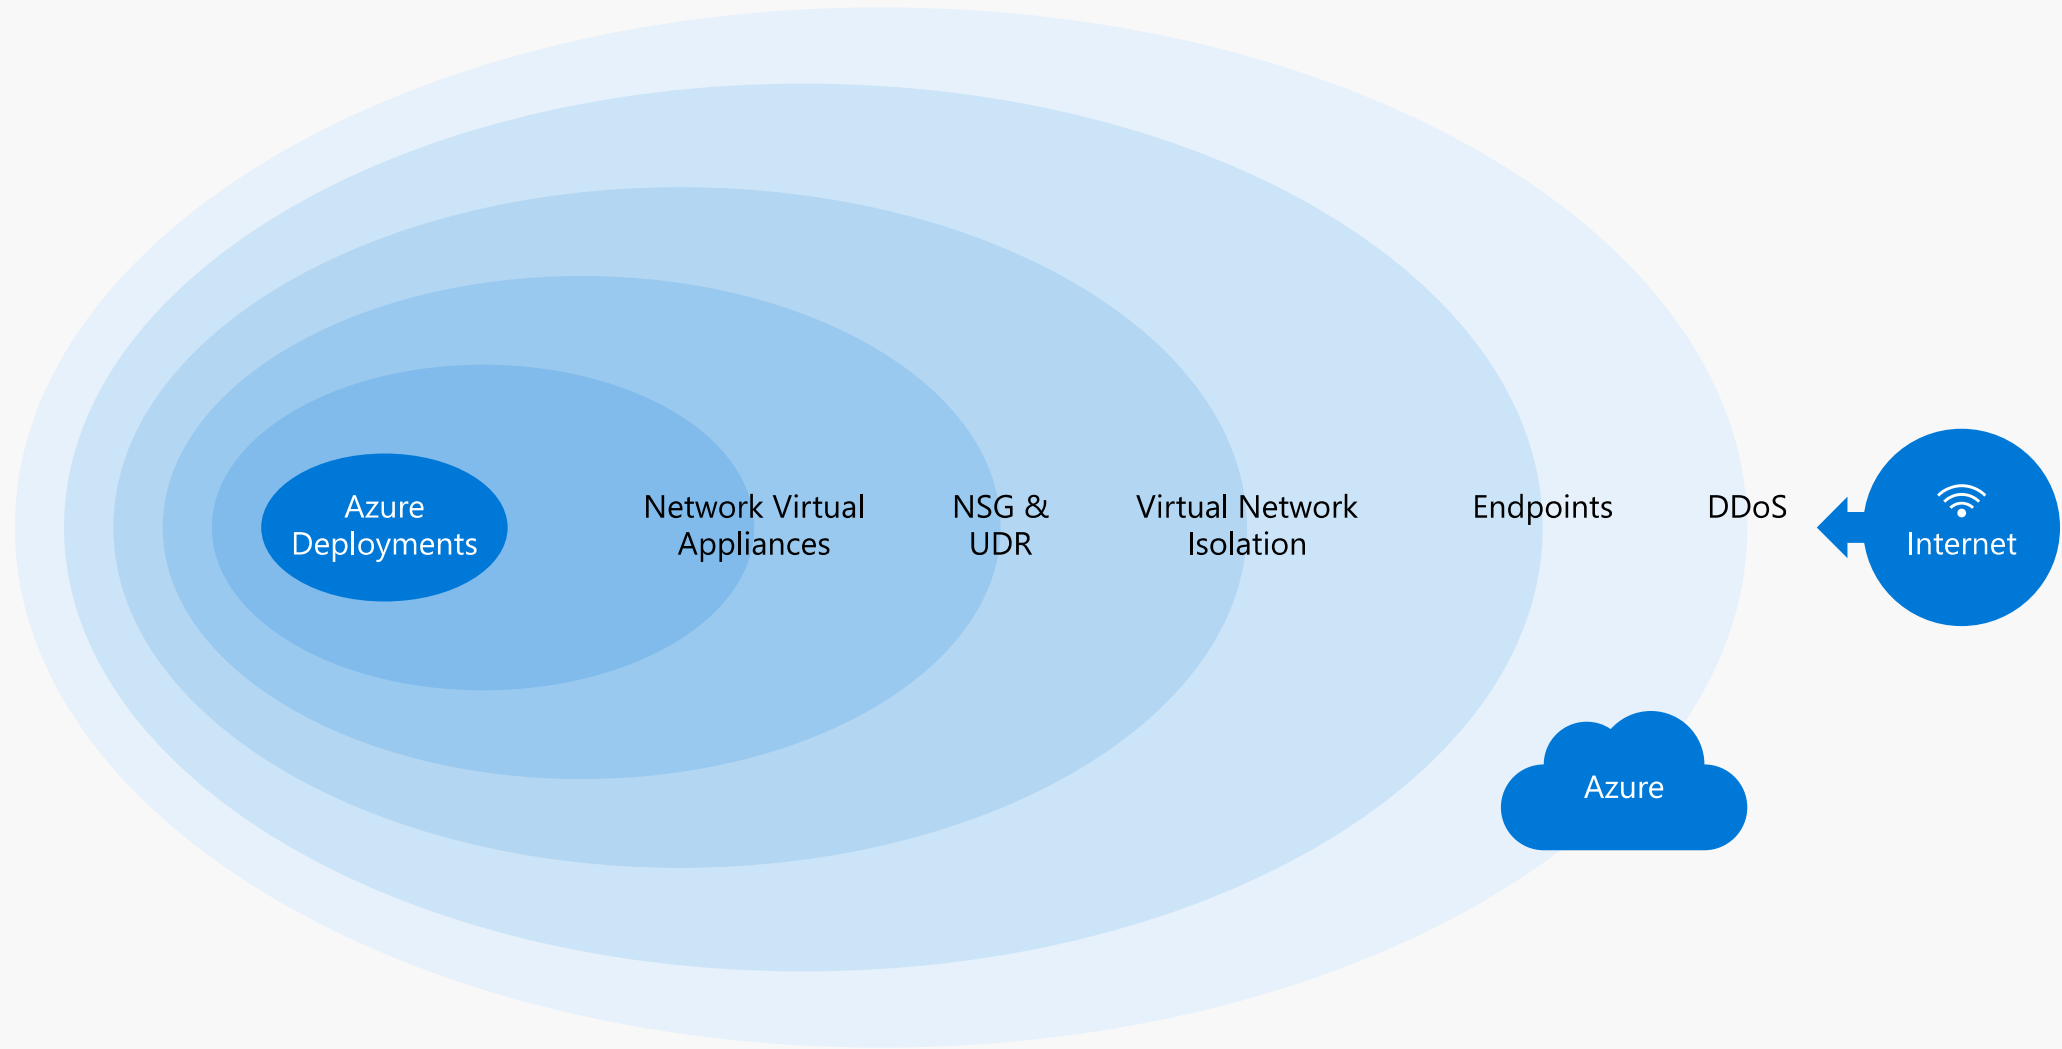 Azure
Deployments
Network Virtual
Appliances
NSG &
UDR
Virtual Network
Isolation
Endpoints
DDoS
Internet
Azure